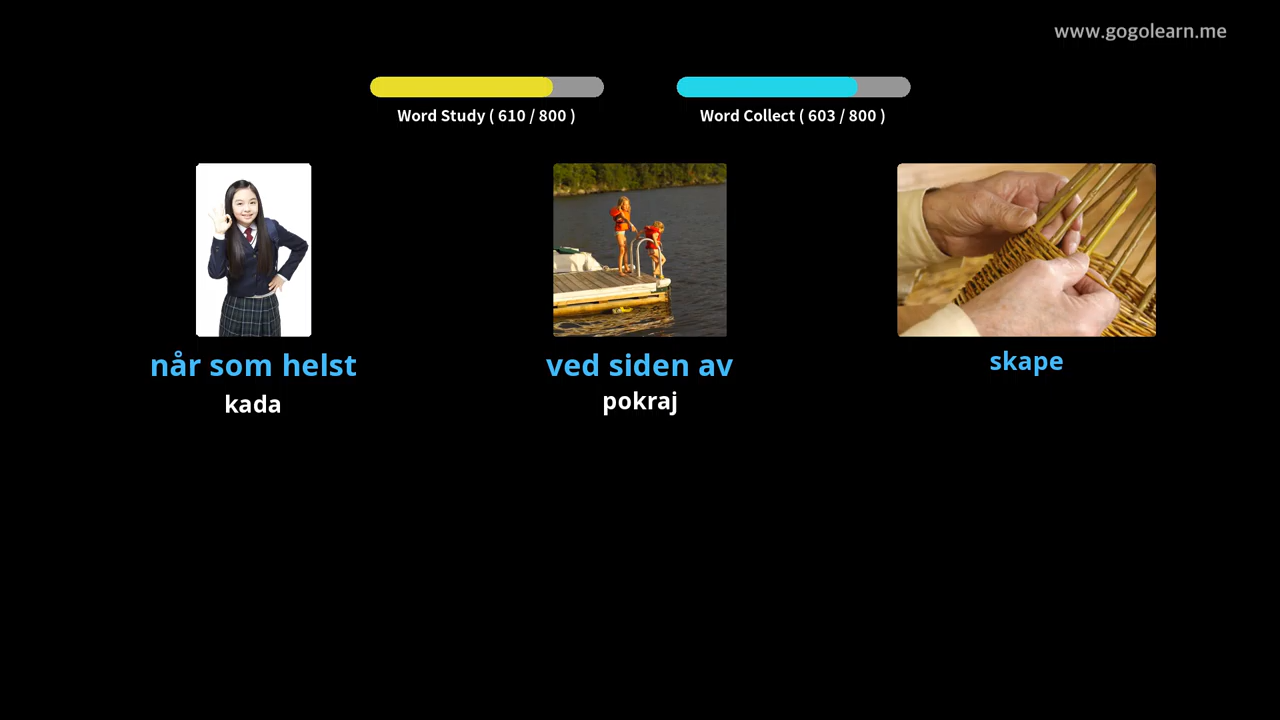 www.gogolearn.me
Word Study ( 610 / 800 )
Word Collect ( 603 / 800 )
når som helst
kada
ved siden av
pokraj
skape